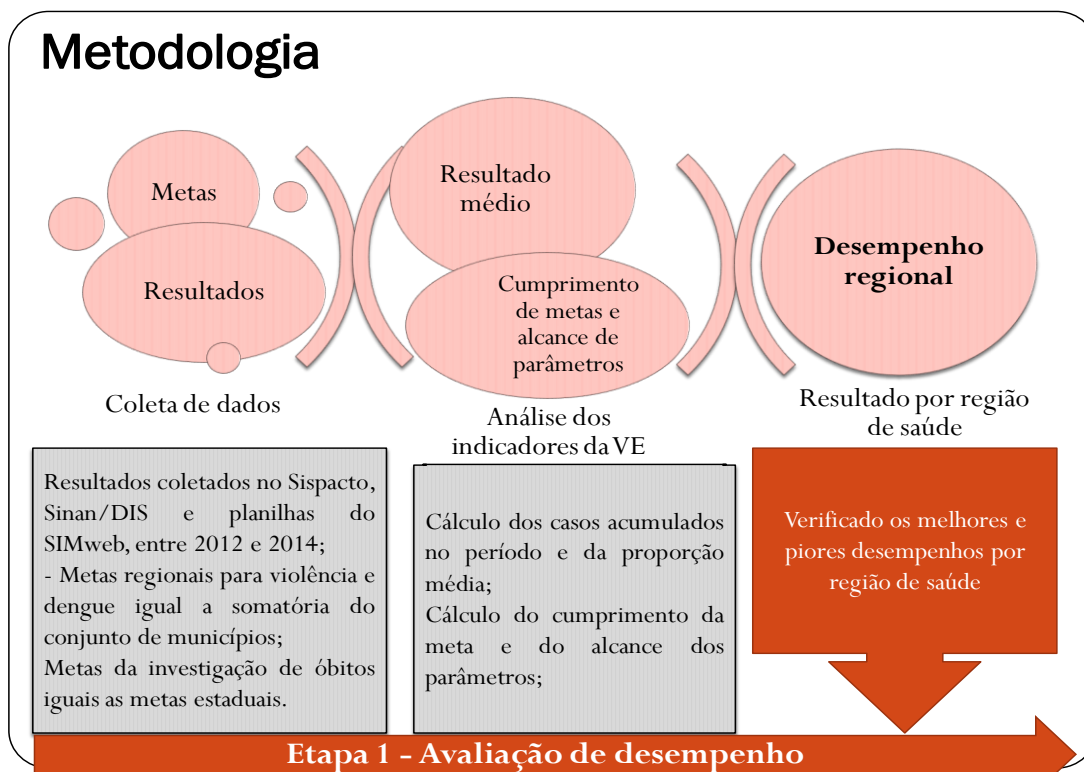 Metodologia
Metas
Resultados
Coleta de dados
Resultado
médio
Cumprimento
de metas e
alcance de
parâmetros
Análise dos
indicadores da VE
Desempenho
regional
Resultado por região
de saúde
Resultados coletados no Sispacto,
Sinan/DIS e planilhas do
SIMweb, entre 2012 e 2014;
- Metas regionais para violência e
dengue igual a somatória do
conjunto de municípios;
Metas da investigação de óbitos
iguais as metas estaduais.
Cálculo dos casos acumulados
no período e da proporção
média;
Cálculo do cumprimento da
meta e do alcance dos
parâmetros;
Verificado os melhores e
piores desempenhos por
região de saúde
Etapa 1 - Avaliação de desempenho